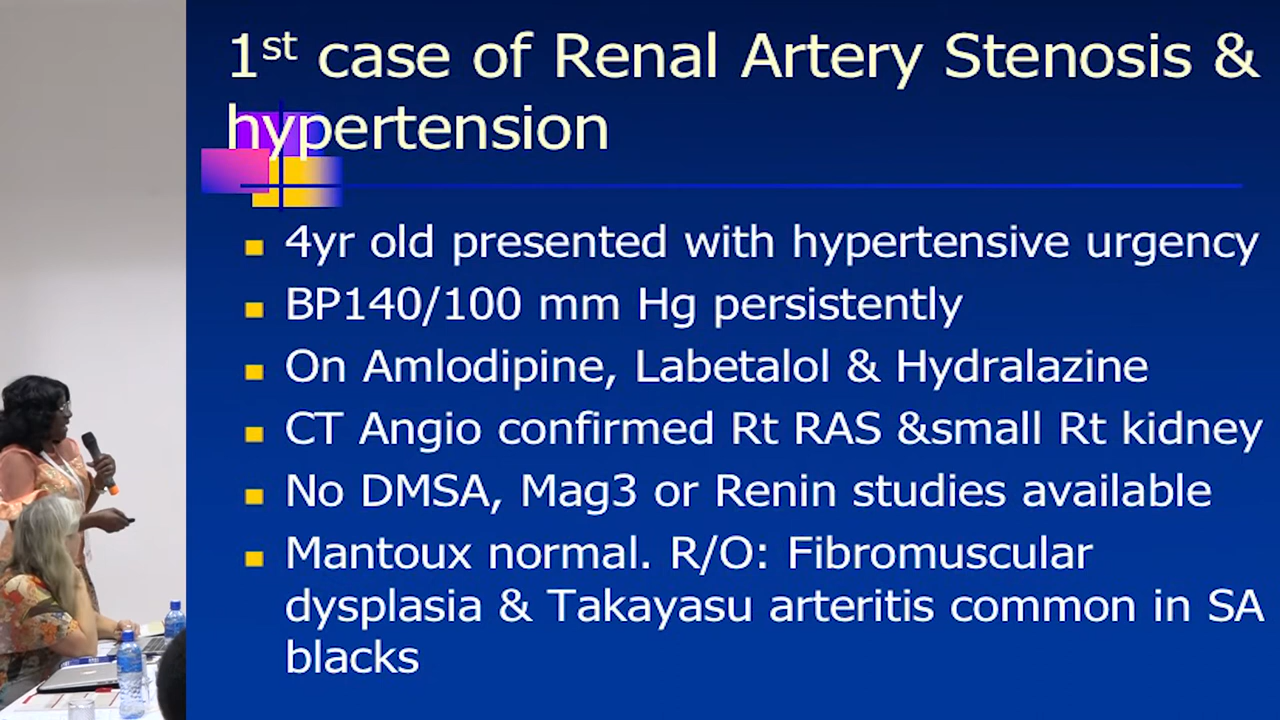 1st case of Renal Artery Stenosis &
hypertension
4yr old presented with hypertensive urgency
BP140/100 mm Hg persistently
On Amlodipine, Labetalol & Hydralazine
CT Angio confirmed Rt RAS &small Rt kidney
No DMSA, Mag3 or Renin studies available
Mantoux normal. R/O: Fibromuscular
dysplasia & Takayasu arteritis common in SA
blacks